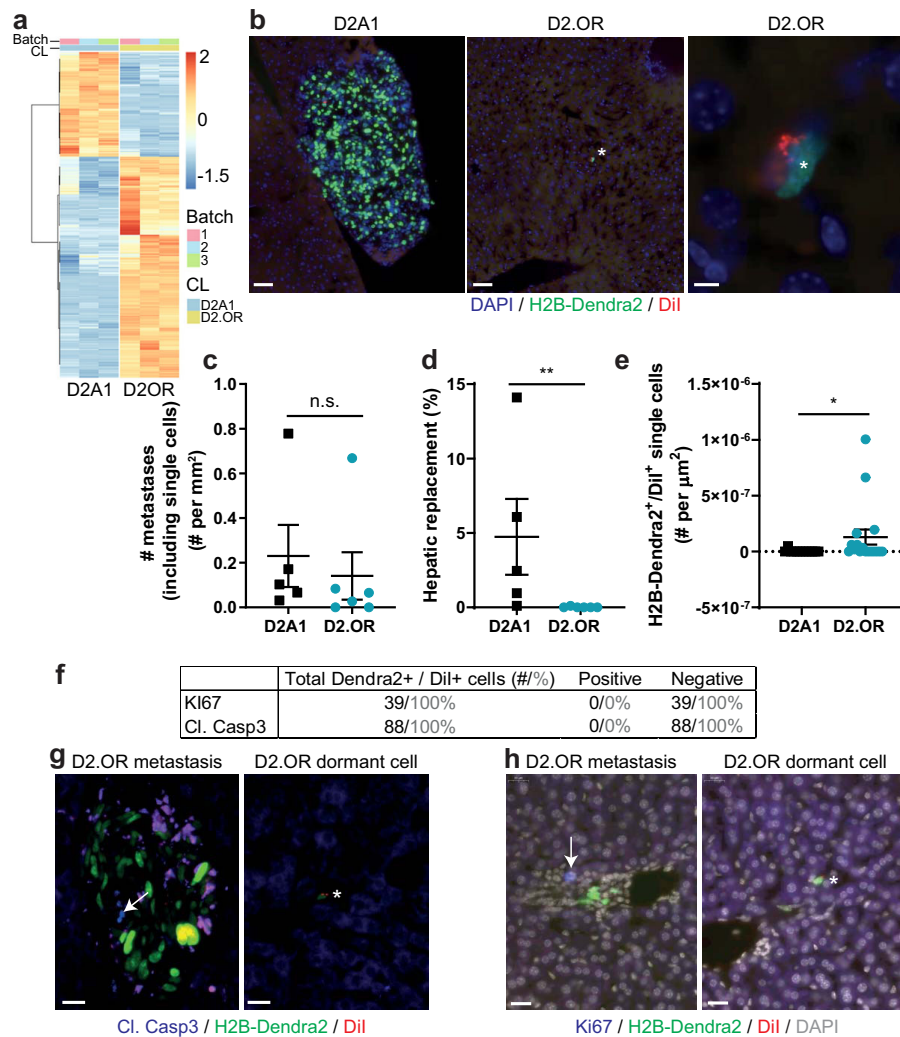 a
Batch
CL
2
0
-1.5
Batch
1
2
3
CL
D2A1
D2.OR
D2A1 D2OR
b
D2A1 D2.OR D2.OR
*
*
DAPI / H2B-Dendra2 / DiI
c
# metastases
(including single cells)
(# per mm²)
1.0
0.8
0.6
0.4
0.2
0.0
n.s.
D2A1 D2.OR
d
Hepatic replacement (%)
15
10
5
0
**
D2A1 D2.OR
e
H2B-Dendra2⁺/DiI⁺ single cells
(# per μm²)
1.5×10⁻⁶
1×10⁻⁶
5×10⁻⁷
0
-5×10⁻⁷
*
D2A1 D2.OR
f
Total Dendra2+ / DiI+ cells (#/%) Positive Negative
KI67 39/100% 0/0% 39/100%
Cl. Casp3 88/100% 0/0% 88/100%
g
D2.OR metastasis D2.OR dormant cell
*
Cl. Casp3 / H2B-Dendra2 / DiI
h
D2.OR metastasis D2.OR dormant cell
*
Ki67 / H2B-Dendra2 / DiI / DAPI